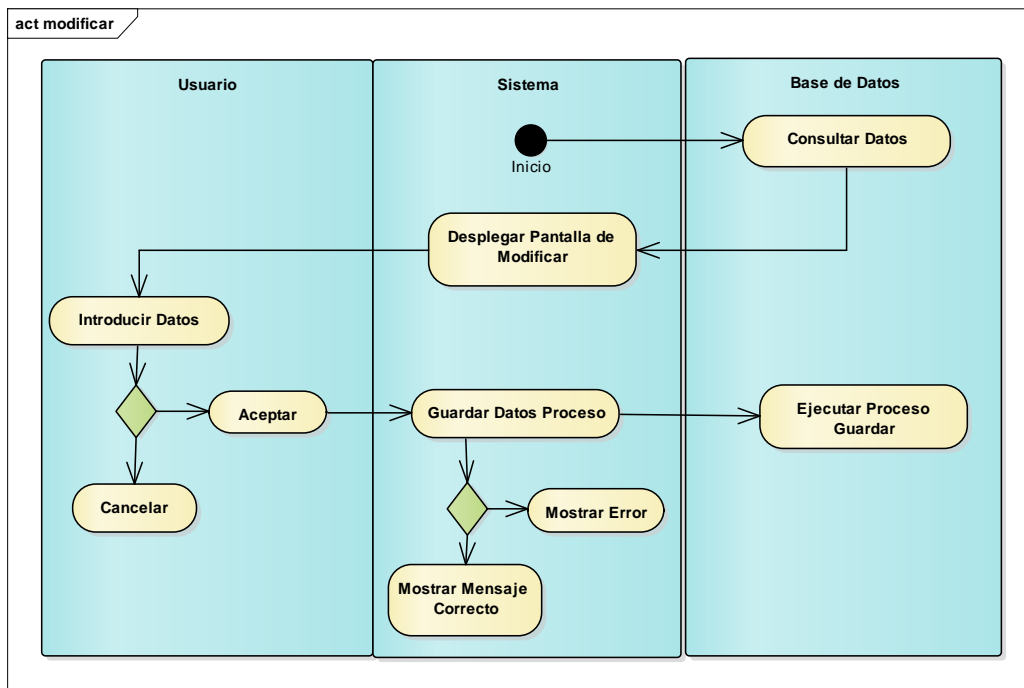 act modificar
Usuario
Sistema
Base de Datos
Inicio
Consultar Datos
Desplegar Pantalla de
Modificar
Introducir Datos
Aceptar
Guardar Datos Proceso
Ejecutar Proceso
Guardar
Cancelar
Mostrar Error
Mostrar Mensaje
Correcto